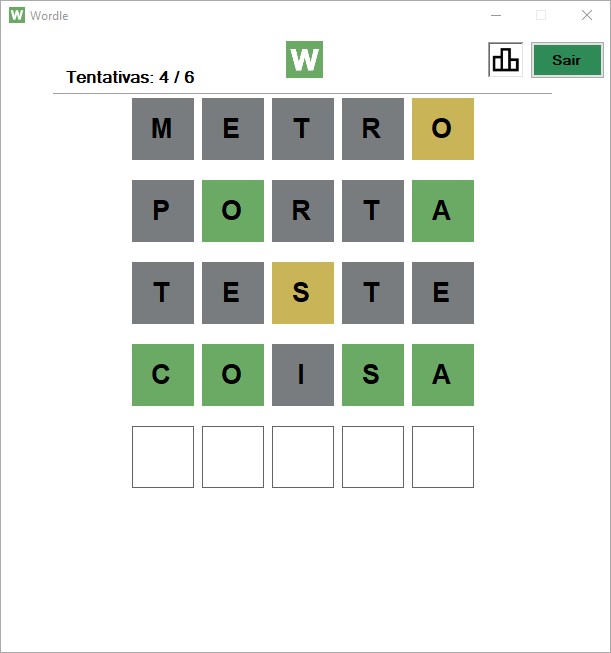 W Wordle
W
Tentativas: 4 / 6
Sair
M E T R O
P O R T A
T E S T E
C O I S A